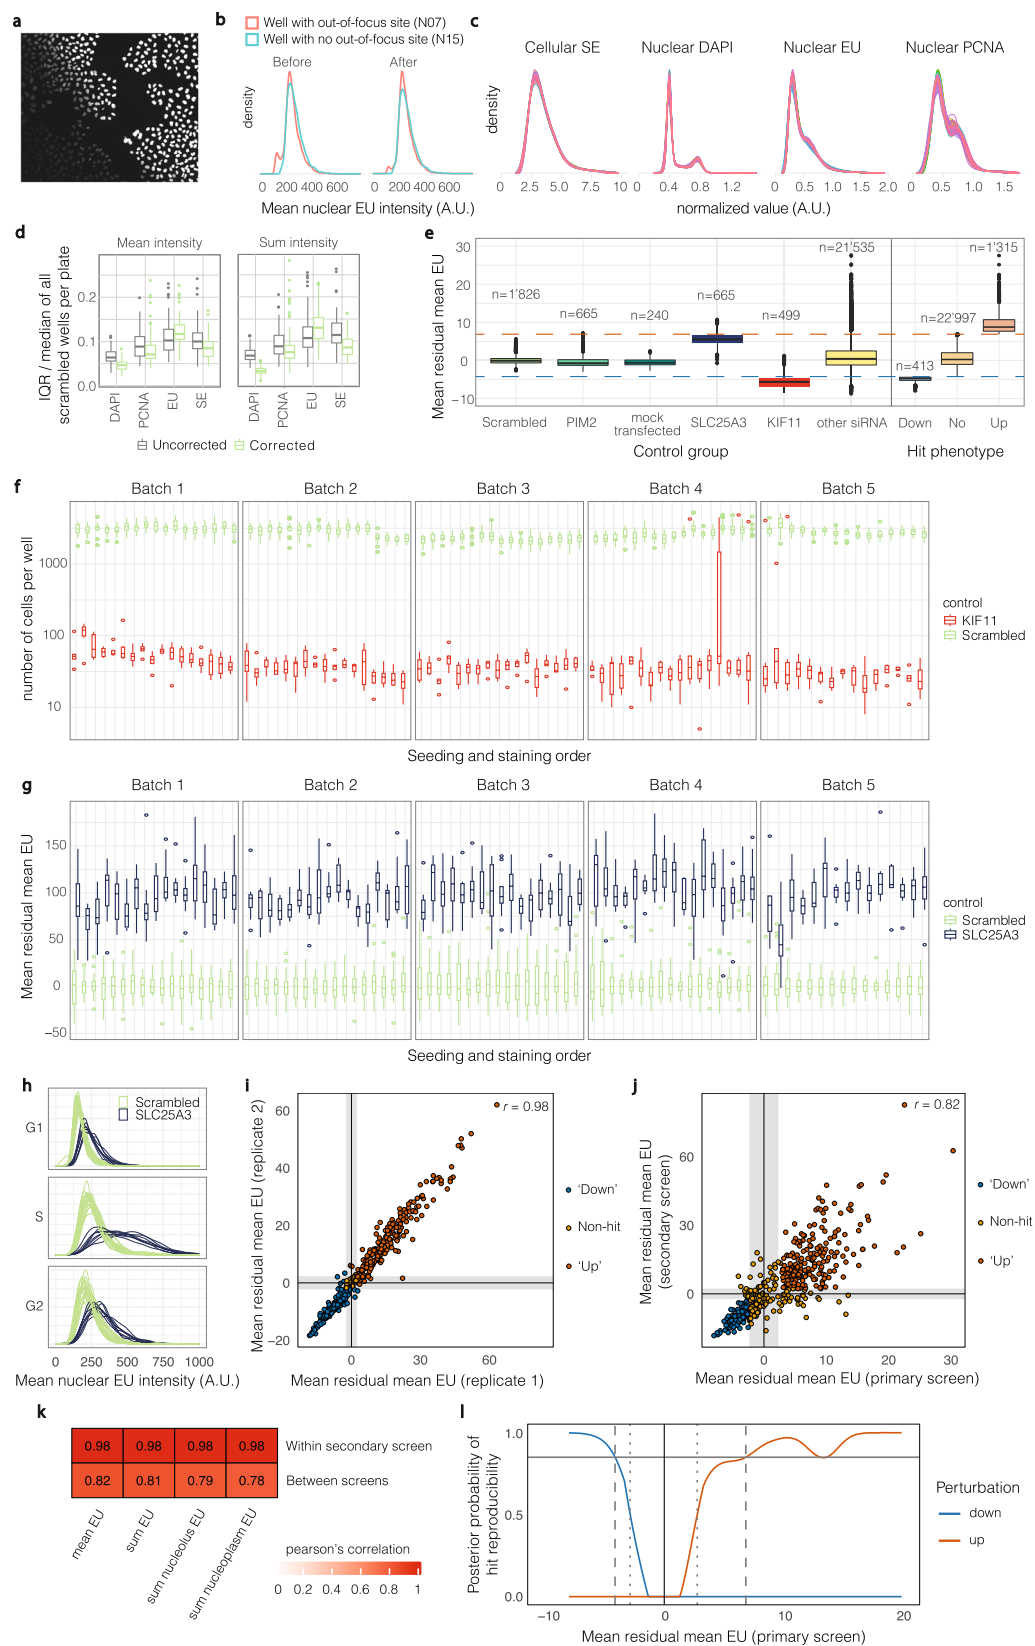 a
b
Well with out-of-focus site (N07)
Well with no out-of-focus site (N15)
Before
After
density
0 200 400 600
0 200 400 600
Mean nuclear EU intensity (A.U.)
c
Cellular SE
Nuclear DAPI
Nuclear EU
Nuclear PCNA
density
0 2.5 5.0 7.5 10
0 0.4 0.8 1.2
0 0.5 1.0 1.5 2.0
0 0.5 1.0 1.5
normalized value (A.U.)
d
Mean intensity
Sum intensity
IQR / median of all
scrambled wells per plate
0.2
0.1
0.0
DAPI
PCNA
EU
SE
DAPI
PCNA
EU
SE
Uncorrected
Corrected
e
Mean residual mean EU
30
20
10
0
−10
n=1'826
n=665
n=240
n=665
n=499
n=21'535
n=413
n=22'997
n=1'315
Scrambled
PIM2
mock
transfected
SLC25A3
KIF11
other siRNA
Down
No
Up
Control group
Hit phenotype
f
Batch 1
Batch 2
Batch 3
Batch 4
Batch 5
number of cells per well
1000
100
10
control
KIF11
Scrambled
Seeding and staining order
g
Batch 1
Batch 2
Batch 3
Batch 4
Batch 5
Mean residual mean EU
150
100
50
0
−50
control
Scrambled
SLC25A3
Seeding and staining order
h
Scrambled
SLC25A3
G1
S
G2
0 250 500 750 1000
Mean nuclear EU intensity (A.U.)
i
Mean residual mean EU (replicate 2)
60
40
20
0
−20
r = 0.98
'Down'
Non-hit
'Up'
0 30 60
Mean residual mean EU (replicate 1)
j
Mean residual mean EU
(secondary screen)
60
30
0
r = 0.82
'Down'
Non-hit
'Up'
0 10 20 30
Mean residual mean EU (primary screen)
k
0.98 0.98 0.98 0.98 Within secondary screen
0.82 0.81 0.79 0.78 Between screens
mean EU
sum EU
sum nucleolus EU
sum nucleoplasm EU
pearson's correlation
0 0.2 0.4 0.6 0.8 1
l
Posterior probability of
hit reproducibility
1.0
0.5
0.0
−10 0 10 20
Mean residual mean EU (primary screen)
Perturbation
down
up